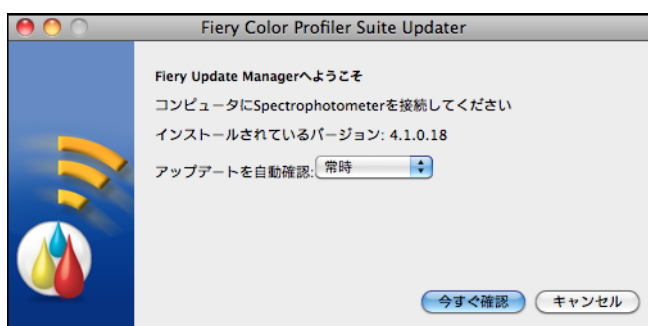 Fiery Color Profiler Suite Updater
Fiery Update Managerへようこそ
コンピュータにSpectrophotometerを接続してください
インストールされているバージョン: 4.1.0.18
アップデートを自動確認: 常時
今すぐ確認 キャンセル